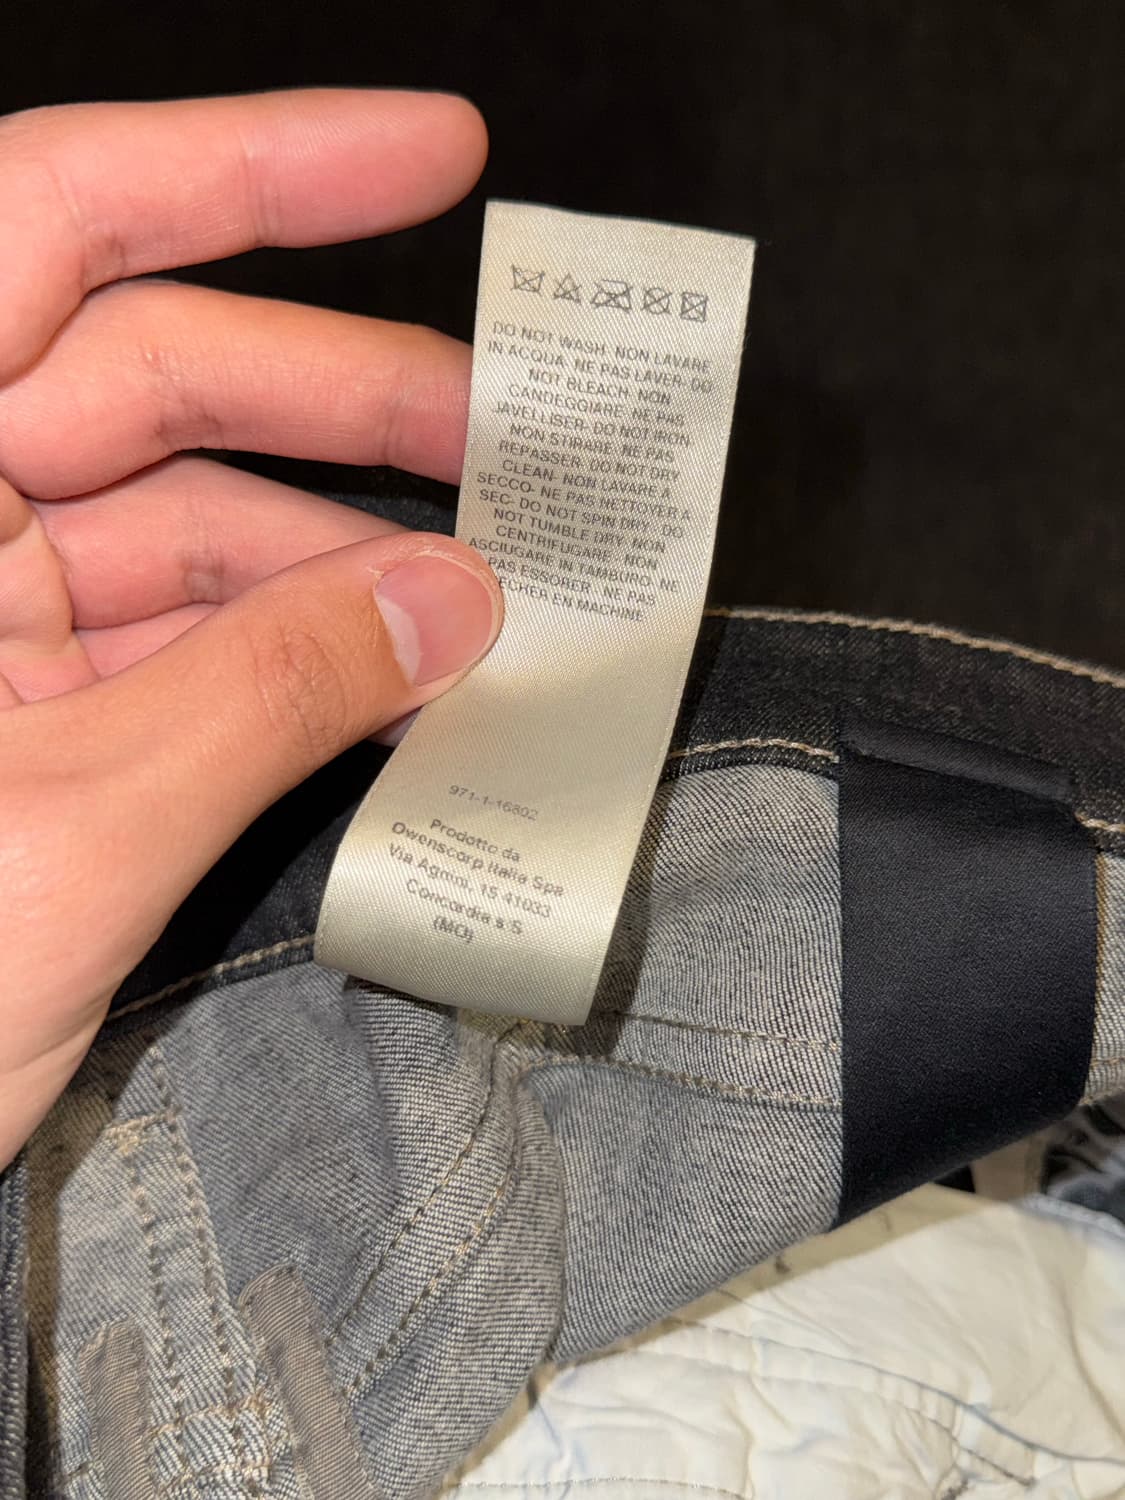 DO NOT WASH- NON LAVARE
IN ACQUA- NE PAS LAVER- DO
NOT BLEACH- NON
CANDEGGIARE- NE PAS
JAVELLISER- DO NOT IRON
NON STIRARE- NE PAS
REPASSER- DO NOT DRY
CLEAN- NON LAVARE A
SECCO- NE PAS NETTOYER A
SEC- DO NOT SPIN DRY- DO
NOT TUMBLE DRY- NON
CENTRIFUGARE- NON
ASCIUGARE IN TAMBURO- NE
PAS ESSORER- NE PAS
ECHER EN MACHINE
971-1-16802
Prodotto da
Owenscorp Italia Spa
Via Agnini, 15 41033
Concordia s S
(MO)